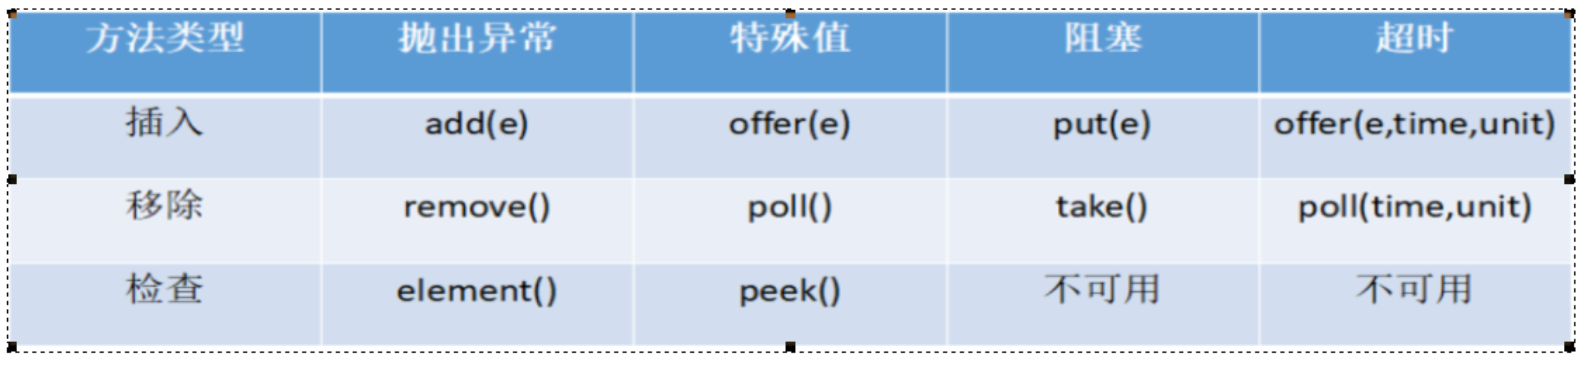 方法类型 抛出异常 特殊值 阻塞 超时
插入 add(e) offer(e) put(e) offer(e,time,unit)
移除 remove() poll() take() poll(time,unit)
检查 element() peek() 不可用 不可用